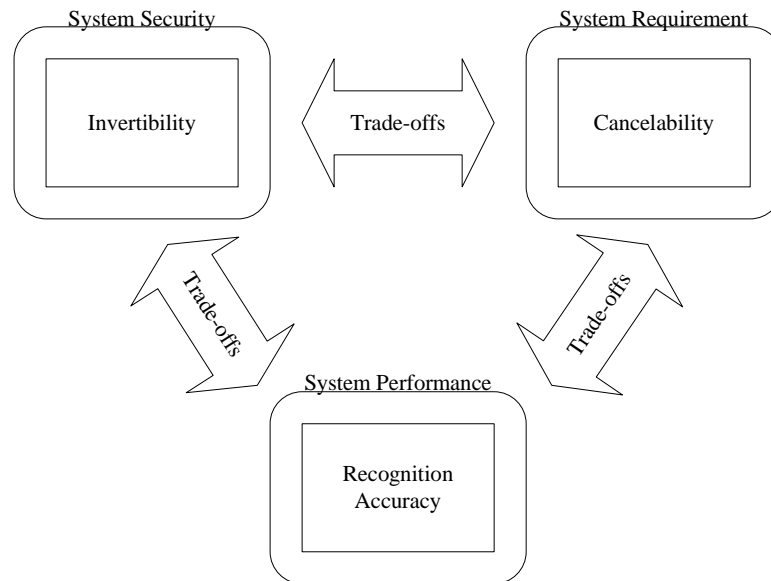 System Security
System Requirement
Invertibility
Trade-offs
Cancelability
Trade-offs
Trade-offs
System Performance
Recognition
Accuracy